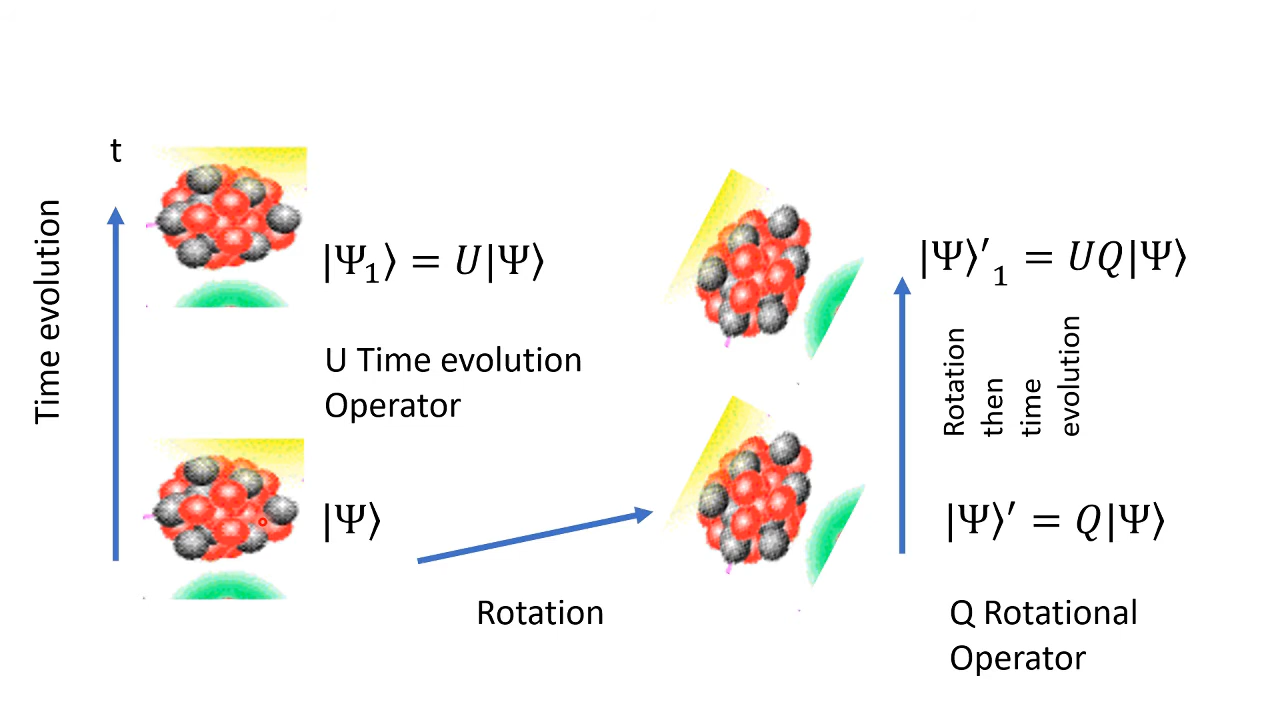 t
Time evolution
|Ψ₁⟩ = U|Ψ⟩
U Time evolution
Operator
|Ψ⟩
Rotation
|Ψ⟩′₁ = UQ|Ψ⟩
Rotation
then
time
evolution
|Ψ⟩′ = Q|Ψ⟩
Q Rotational
Operator